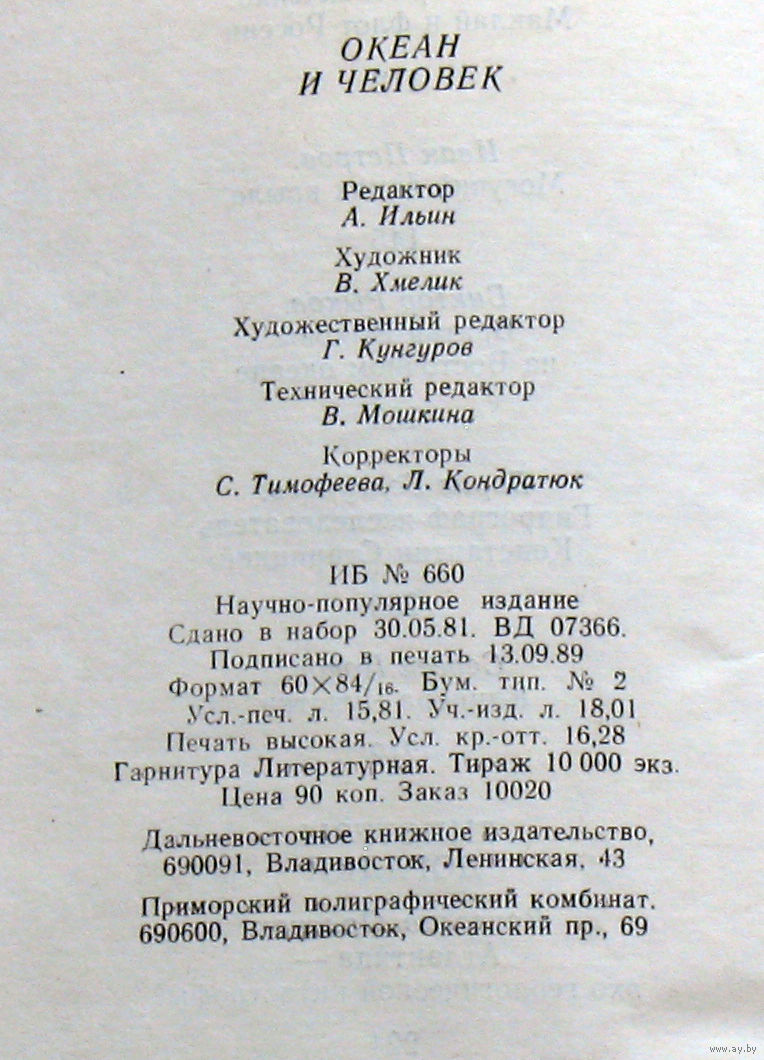 ОКЕАН
И ЧЕЛОВЕК
Редактор
А. Ильин
Художник
В. Хмелик
Художественный редактор
Г. Кунгуров
Технический редактор
В. Мошкина
Корректоры
С. Тимофеева, Л. Кондратюк
ИБ № 660
Научно-популярное издание
Сдано в набор 30.05.81. ВД 07366.
Подписано в печать 13.09.89
Формат 60×84/16. Бум. тип. № 2
Усл.-печ. л. 15,81. Уч.-изд. л. 18,01
Печать высокая. Усл. кр.-отт. 16,28
Гарнитура Литературная. Тираж 10 000 экз.
Цена 90 коп. Заказ 10020
Дальневосточное книжное издательство,
690091, Владивосток, Ленинская, 43
Приморский полиграфический комбинат.
690600, Владивосток, Океанский пр., 69
www.ay.by